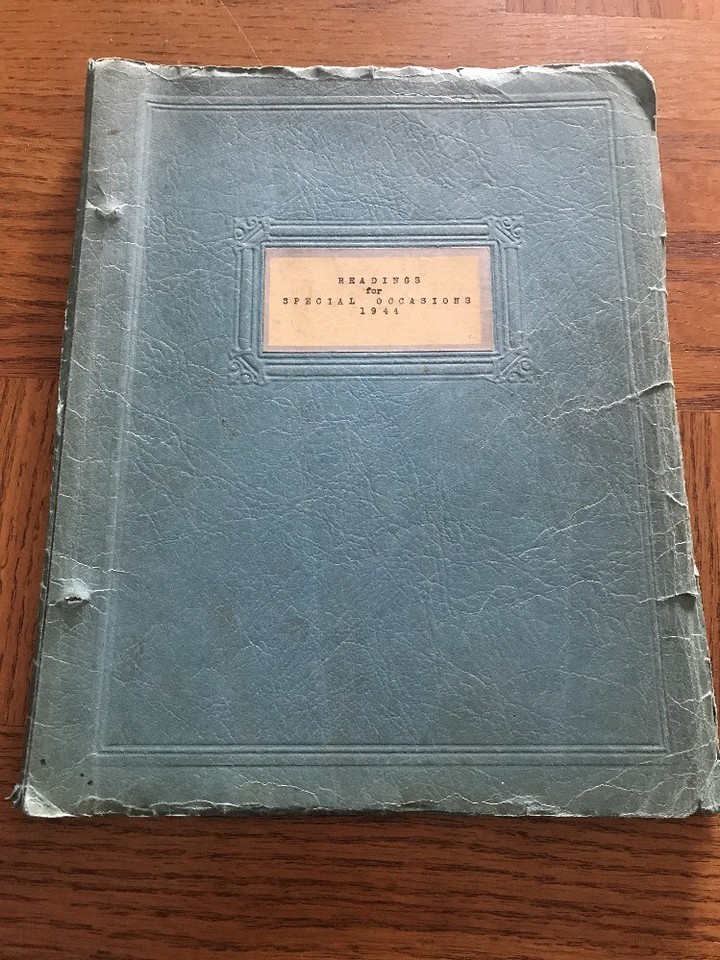 READINGS
for
SPECIAL OCCASIONS
1944